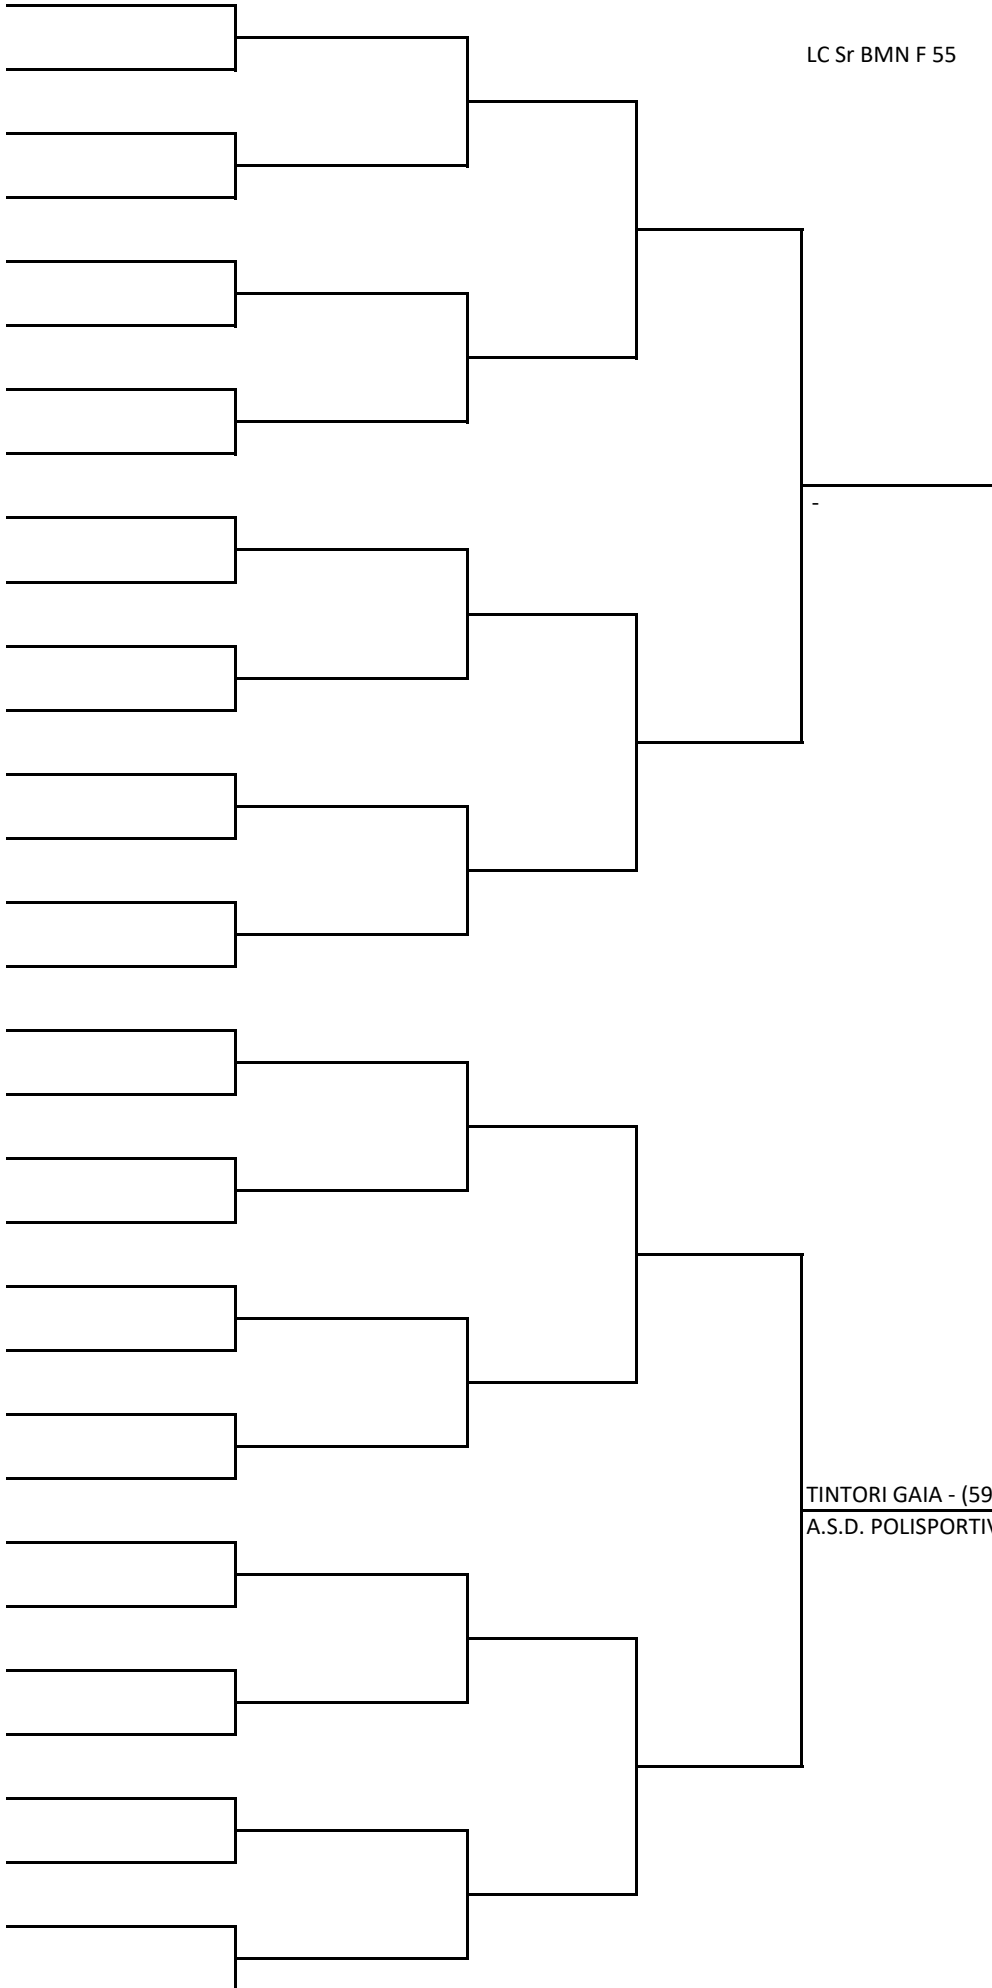 LC Sr BMN F 55
-
TINTORI GAIA - (59
A.S.D. POLISPORTIV